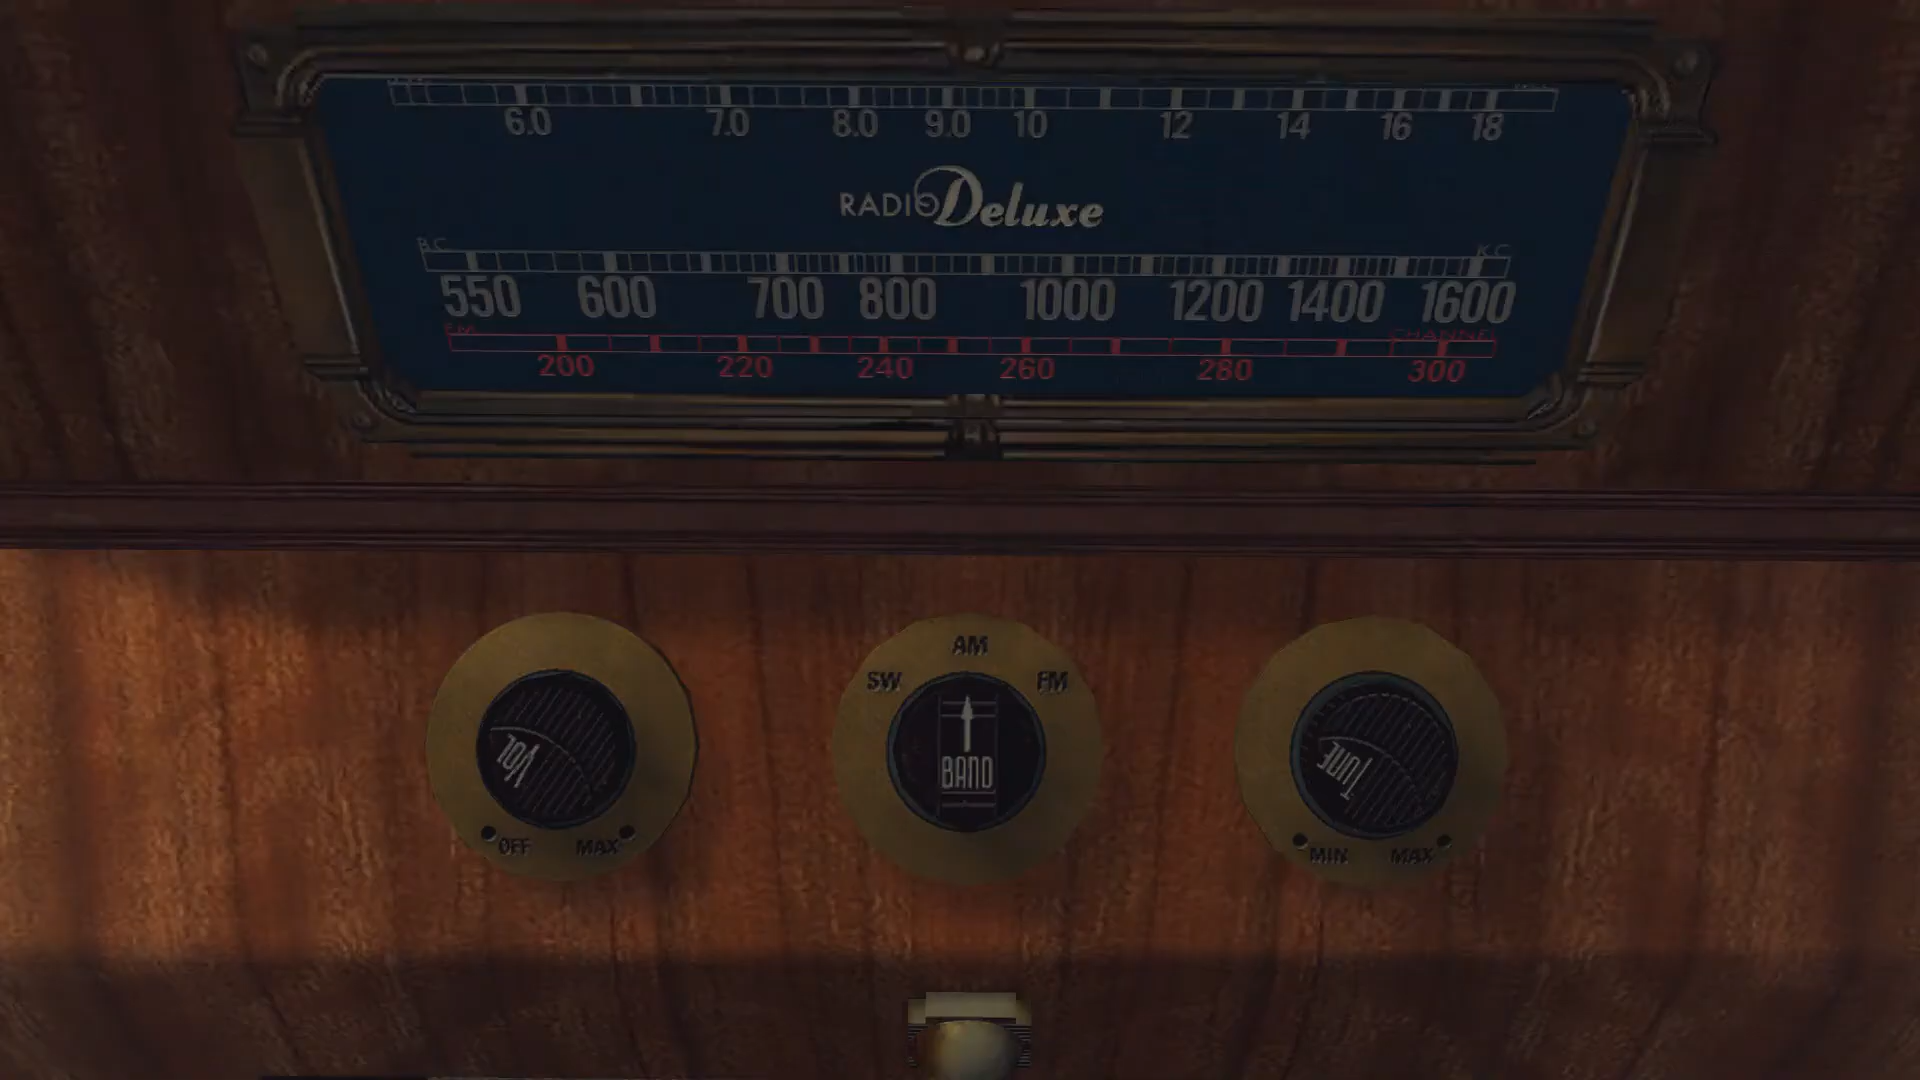 6.0 7.0 8.0 9.0 10 12 14 16 18
RADIO Deluxe
B.C. K.C.
550 600 700 800 1000 1200 1400 1600
FM CHANNEL
200 220 240 260 280 300
AM
SW FM
VOL
BAND
TUNE
OFF MAX
MIN MAX